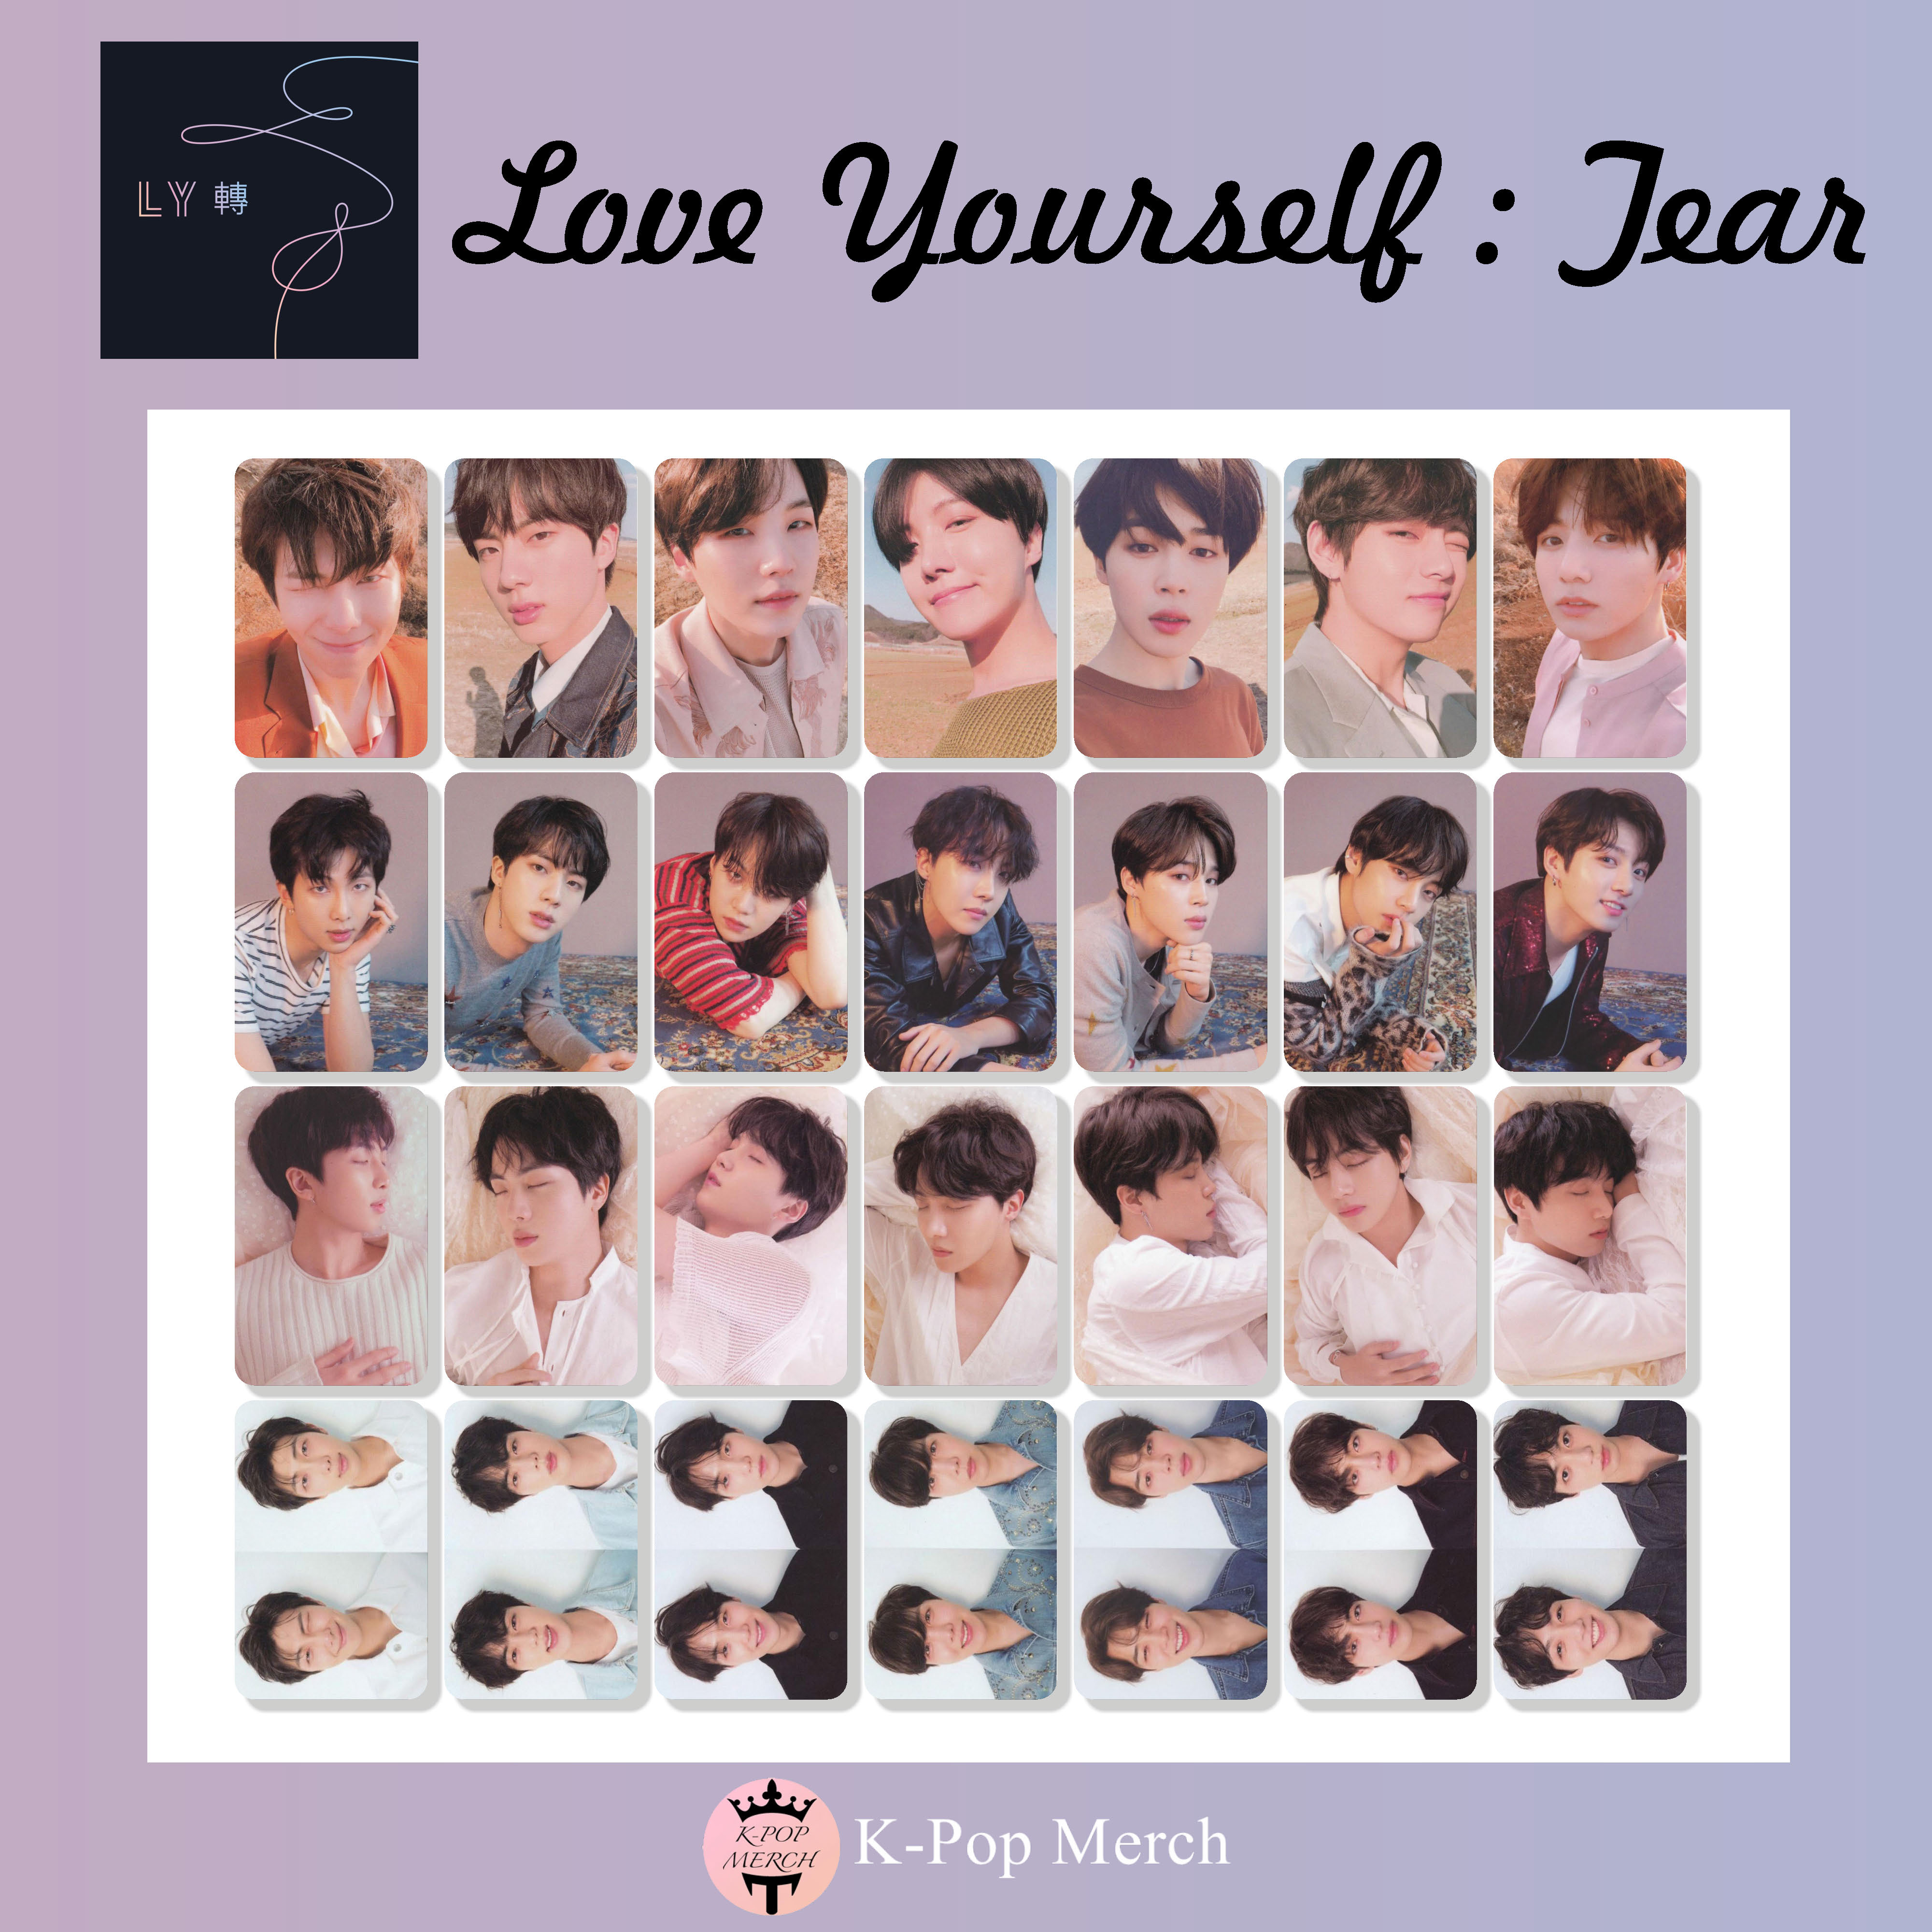 LY 轉
Love Yourself : Tear
K-POP
MERCH
K-Pop Merch